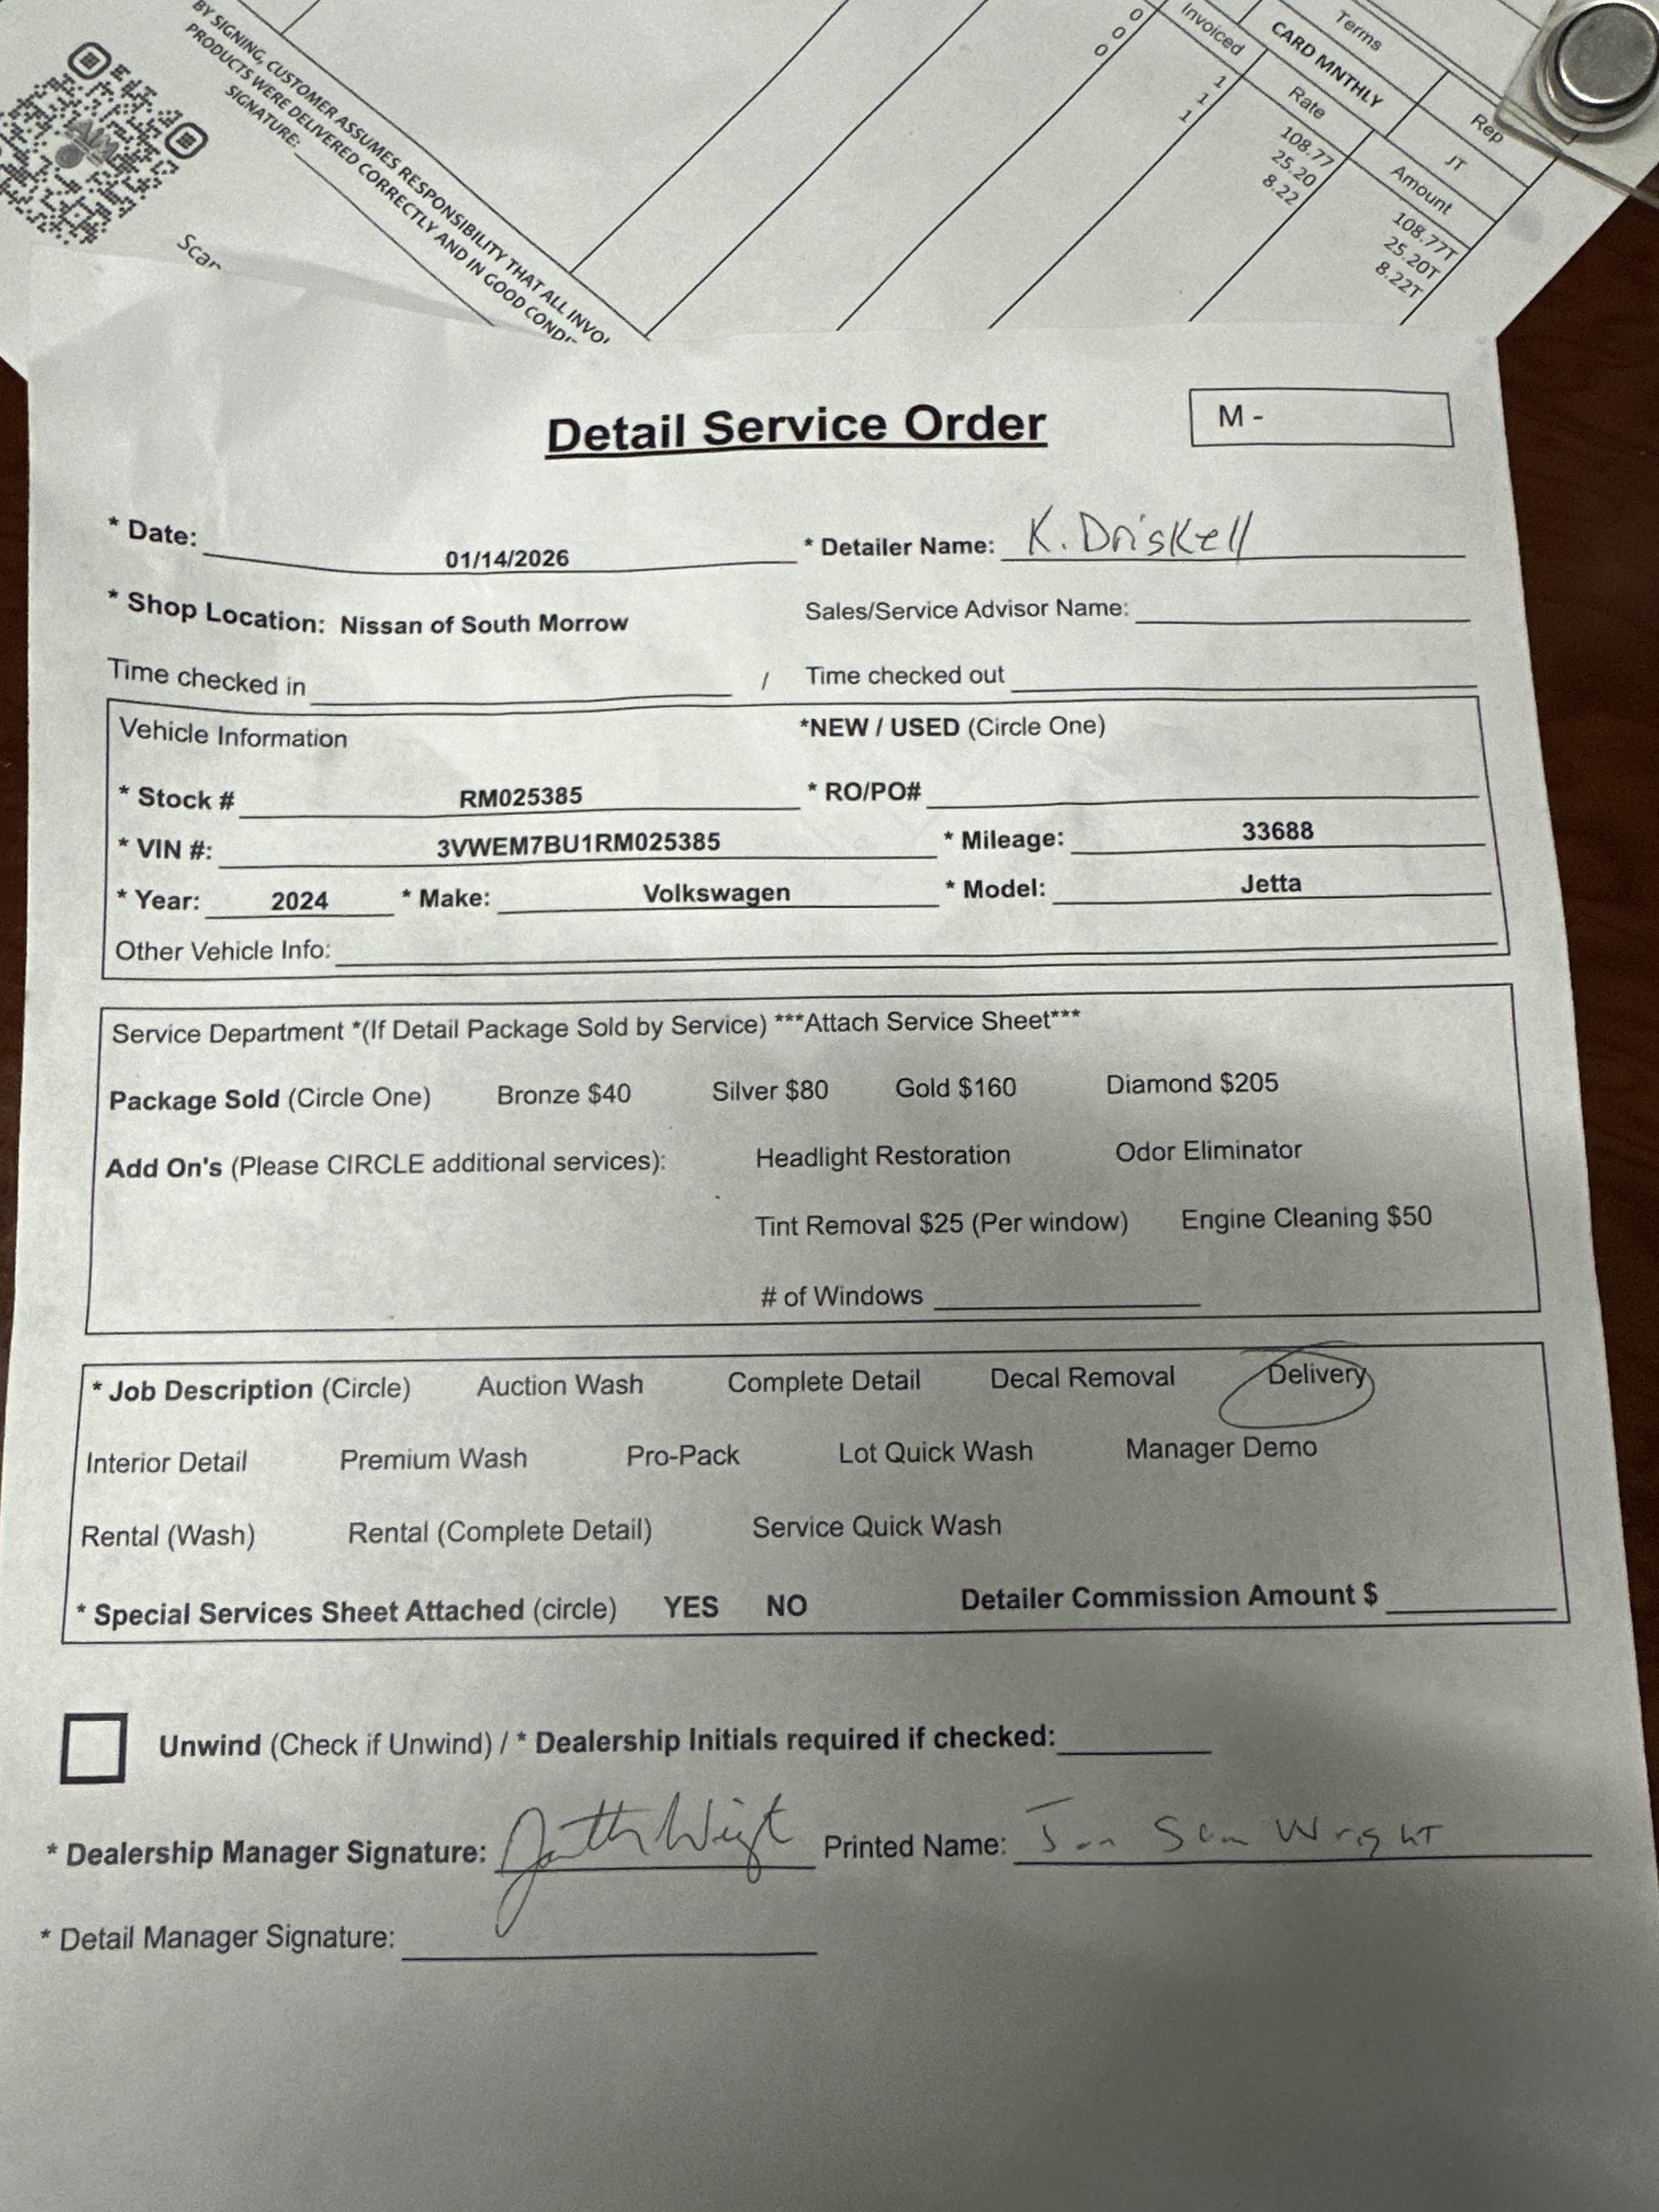 BY SIGNING, CUSTOMER ASSUMES RESPONSIBILITY THAT ALL INVOI
PRODUCTS WERE DELIVERED CORRECTLY AND IN GOOD COND
SIGNATURE:
Scan
Terms Rep
CARD MNTHLY JT
Invoiced Rate Amount
0 1 108.77 108.77T
0 1 25.20 25.20T
0 1 8.22 8.22T
Detail Service Order
M -
* Date: 01/14/2026 * Detailer Name: K. Driskell
* Shop Location: Nissan of South Morrow Sales/Service Advisor Name:
Time checked in / Time checked out
Vehicle Information *NEW / USED (Circle One)
* Stock # RM025385 * RO/PO#
* VIN #: 3VWEM7BU1RM025385 * Mileage: 33688
* Year: 2024 * Make: Volkswagen * Model: Jetta
Other Vehicle Info:
Service Department *(If Detail Package Sold by Service) ***Attach Service Sheet***
Package Sold (Circle One) Bronze $40 Silver $80 Gold $160 Diamond $205
Add On's (Please CIRCLE additional services): Headlight Restoration Odor Eliminator
Tint Removal $25 (Per window) Engine Cleaning $50
# of Windows
* Job Description (Circle) Auction Wash Complete Detail Decal Removal Delivery
Interior Detail Premium Wash Pro-Pack Lot Quick Wash Manager Demo
Rental (Wash) Rental (Complete Detail) Service Quick Wash
* Special Services Sheet Attached (circle) YES NO Detailer Commission Amount $
Unwind (Check if Unwind) / * Dealership Initials required if checked:
* Dealership Manager Signature: Printed Name: Wright
* Detail Manager Signature: